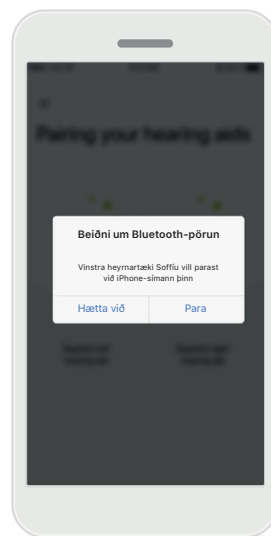 Pairing your hearing aids
Beiðni um Bluetooth-pörun
Vinstra heyrnartæki Soffíu vill parast
við iPhone-símann þinn
Hætta við
Para